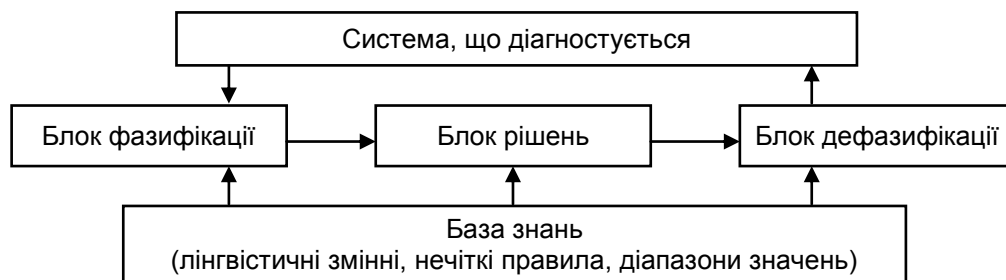 Система, що діагностується
Блок фазифікації
Блок рішень
Блок дефазифікації
База знань
(лінгвістичні змінні, нечіткі правила, діапазони значень)